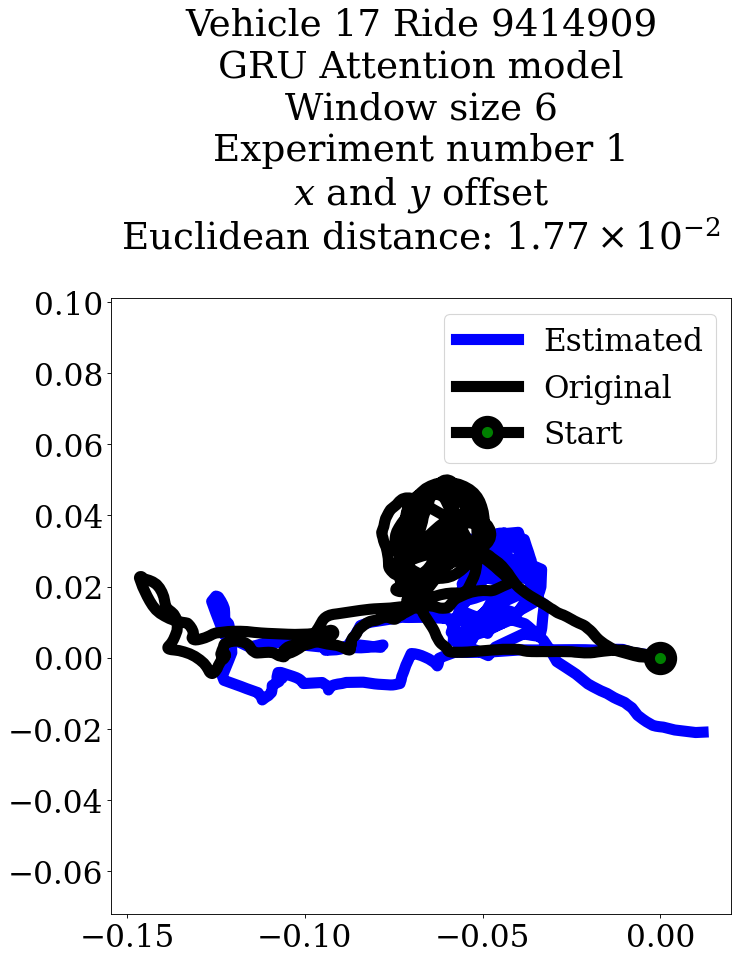 Vehicle 17 Ride 9414909
GRU Attention model
Window size 6
Experiment number 1
x and y offset
Euclidean distance: 1.77 × 10⁻²
0.10
0.08
0.06
0.04
0.02
0.00
−0.02
−0.04
−0.06
Estimated
Original
Start
−0.15
−0.10
−0.05
0.00